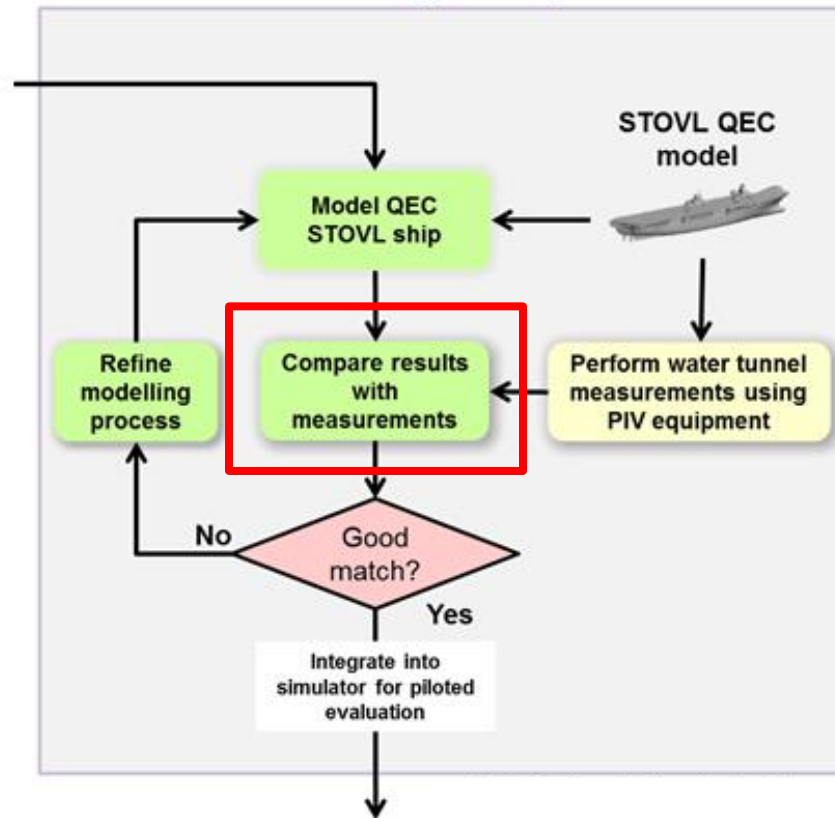 STOVL QEC
model
Model QEC
STOVL ship
Refine
modelling
process
Compare results
with
measurements
Perform water tunnel
measurements using
PIV equipment
No
Good
match?
Yes
Integrate into
simulator for piloted
evaluation